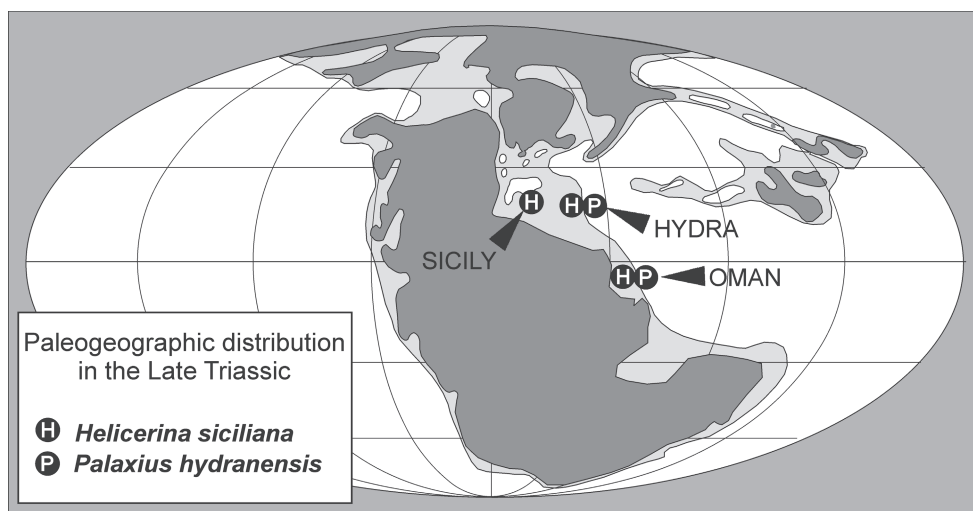 H
H P
HYDRA
SICILY
H P
OMAN
Paleogeographic distribution
in the Late Triassic
H Helicerina siciliana
P Palaxius hydranensis